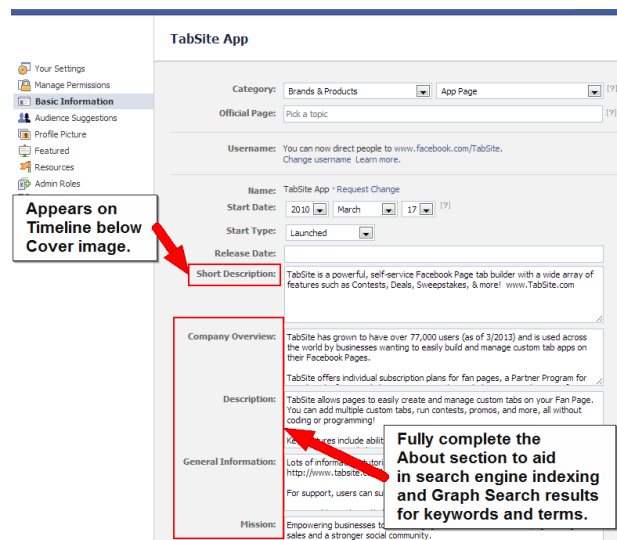 TabSite App
Your Settings
Manage Permissions
Basic Information
Audience Suggestions
Profile Picture
Featured
Resources
Admin Roles
Appears on
Timeline below
Cover image.
Category: Brands & Products App Page [?]
Official Page: Pick a topic [?]
Username: You can now direct people to www.facebook.com/TabSite.
Change username Learn more.
Name: TabSite App · Request Change
Start Date: 2010 March 17 [?]
Start Type: Launched
Release Date:
Short Description: TabSite is a powerful, self-service Facebook Page tab builder with a wide array of
features such as Contests, Deals, Sweepstakes, & more! www.TabSite.com
Company Overview: TabSite has grown to have over 77,000 users (as of 3/2013) and is used across
the world by businesses wanting to easily build and manage custom tab apps on
their Facebook Pages.
TabSite offers individual subscription plans for fan pages, a Partner Program for
Description: TabSite allows pages to easily create and manage custom tabs on your Fan Page.
You can add multiple custom tabs, run contests, promos, and more, all without
coding or programming!
General Information: Lots of
http://www.tabsite.
For support, users can
Mission: Empowering businesses to
sales and a stronger social community.
Fully complete the
About section to aid
in search engine indexing
and Graph Search results
for keywords and terms.